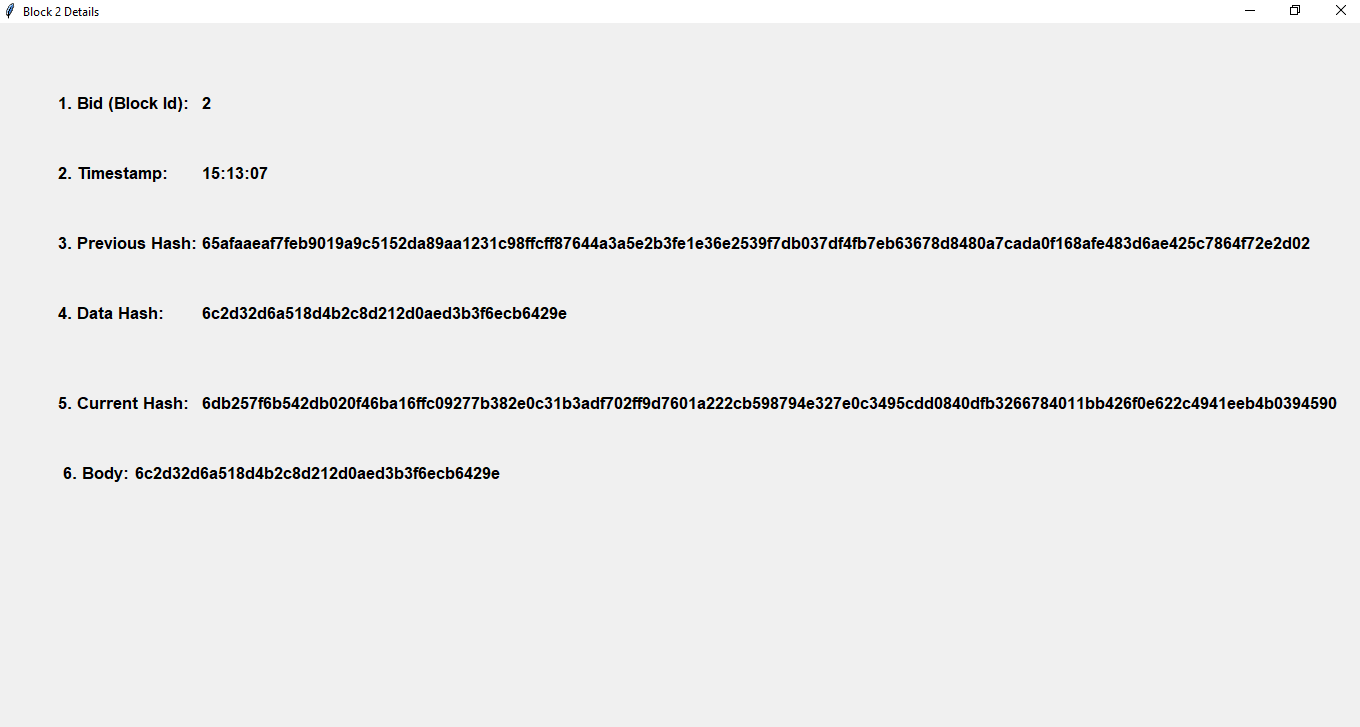 Block 2 Details
1. Bid (Block Id): 2
2. Timestamp: 15:13:07
3. Previous Hash: 65afaaeaf7feb9019a9c5152da89aa1231c98ffcff87644a3a5e2b3fe1e36e2539f7db037df4fb7eb63678d8480a7cada0f168afe483d6ae425c7864f72e2d02
4. Data Hash: 6c2d32d6a518d4b2c8d212d0aed3b3f6ecb6429e
5. Current Hash: 6db257f6b542db020f46ba16ffc09277b382e0c31b3adf702ff9d7601a222cb598794e327e0c3495cdd0840dfb3266784011bb426f0e622c4941eeb4b0394590
6. Body: 6c2d32d6a518d4b2c8d212d0aed3b3f6ecb6429e